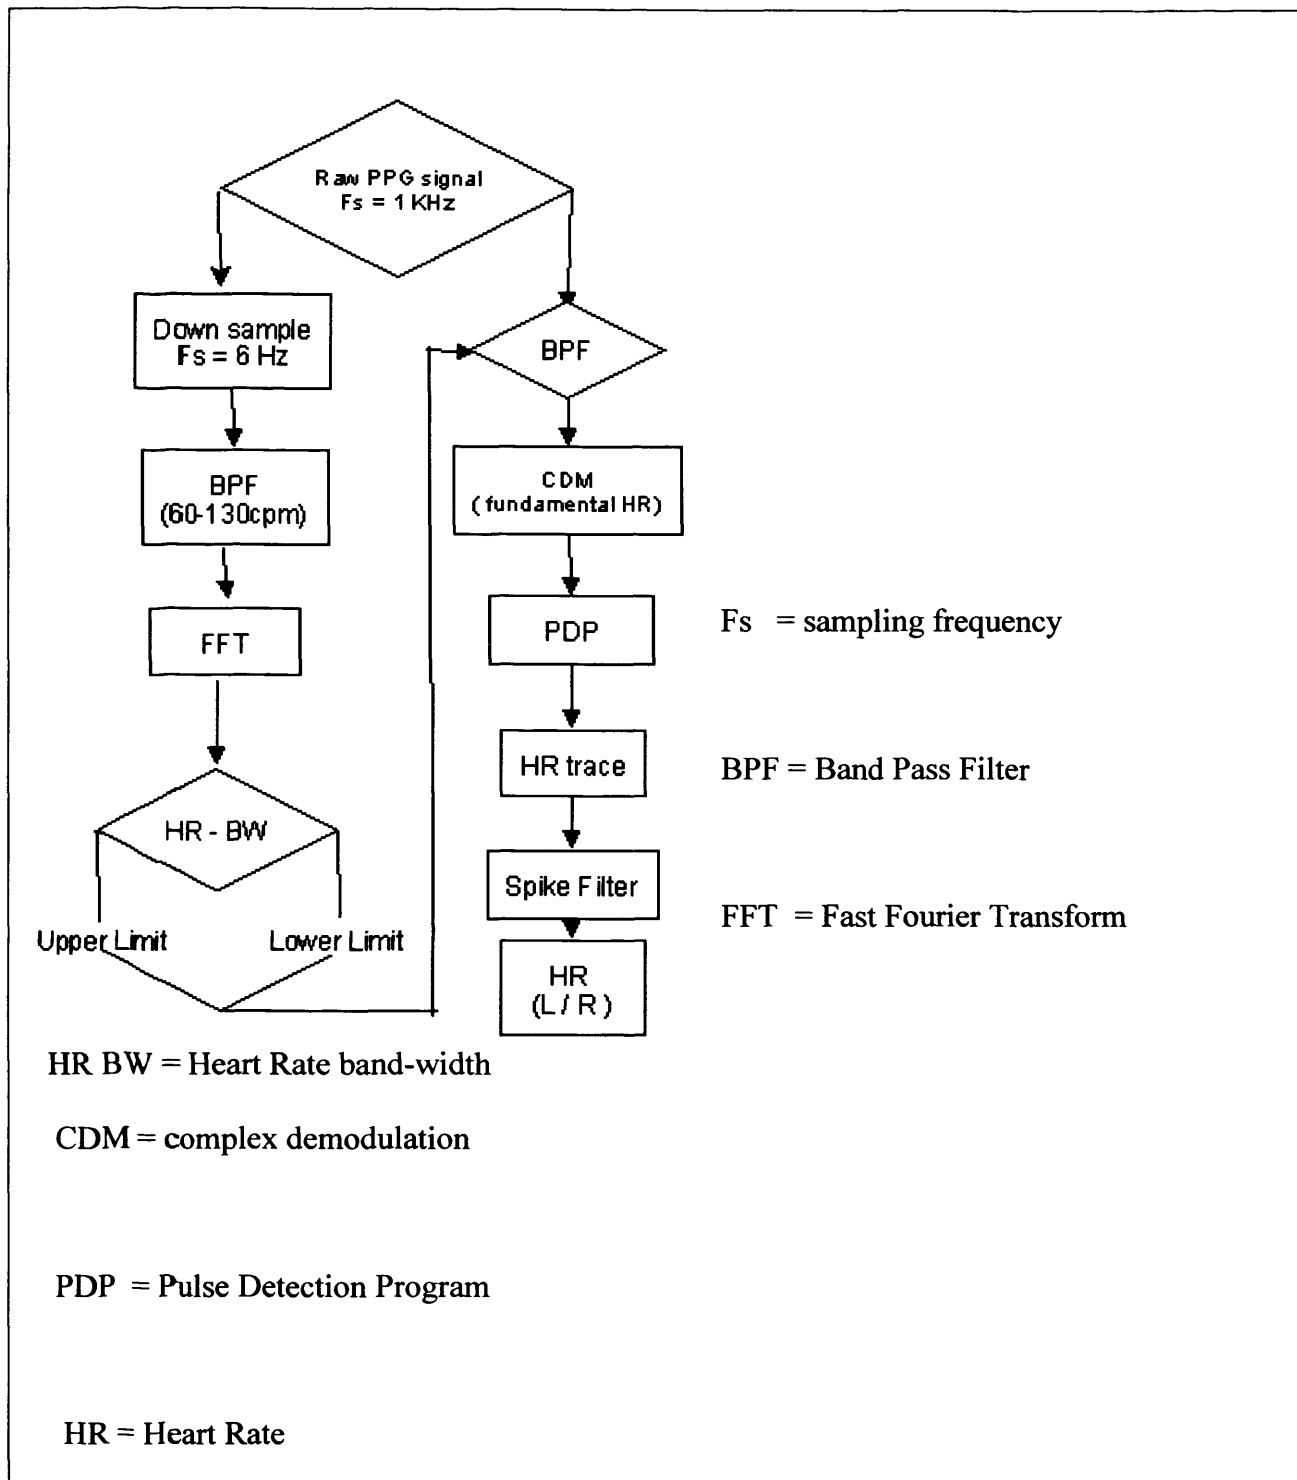 Raw PPG signal
Fs = 1 KHz
Down sample
Fs = 6 Hz
BPF
(60-130cpm)
FFT
HR - BW
Upper Limit
Lower Limit
BPF
CDM
( fundamental HR)
PDP
HR trace
Spike Filter
HR
(L / R )
Fs = sampling frequency
BPF = Band Pass Filter
FFT = Fast Fourier Transform
HR BW = Heart Rate band-width
CDM = complex demodulation
PDP = Pulse Detection Program
HR = Heart Rate